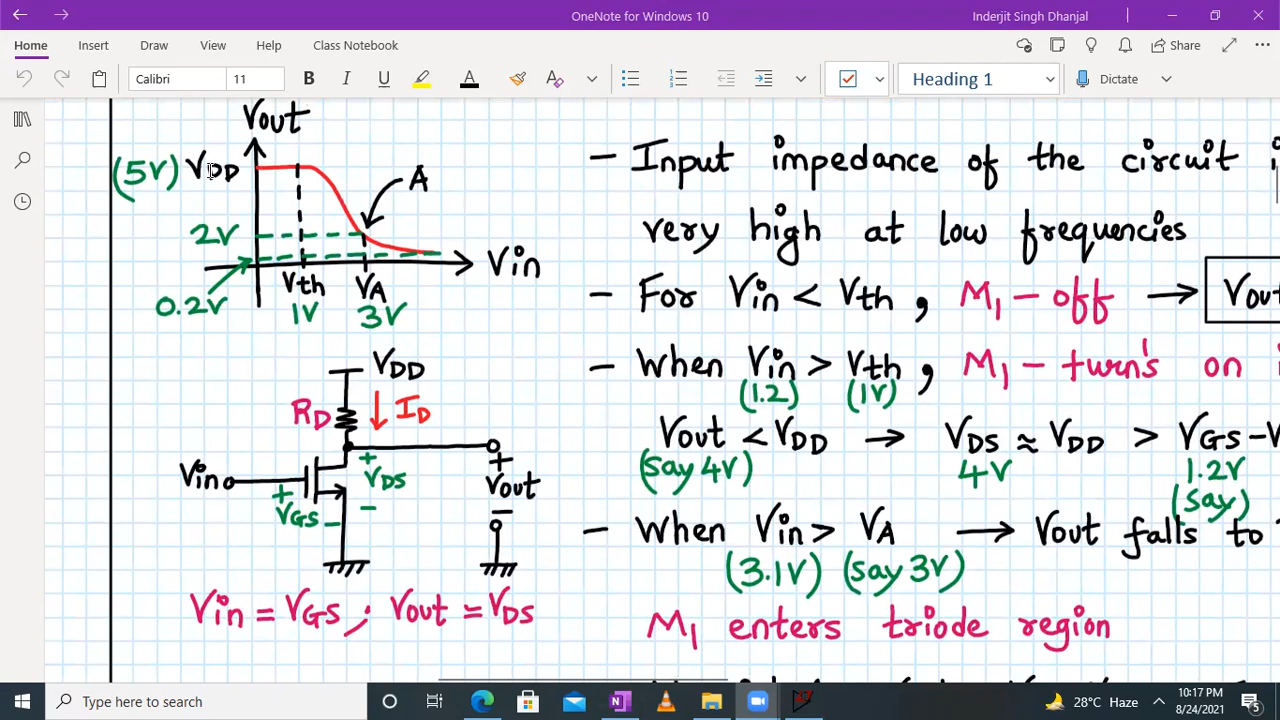 OneNote for Windows 10
Inderjit Singh Dhanjal
Home Insert Draw View Help Class Notebook
Share
Calibri 11 B I U A Heading 1 Dictate
Vout
(5V) VDD
A
2V
Vin
0.2V
Vth VA
1V 3V
VDD
RD ID
Vin + VDS -
+ VGS -
+ Vout -
Vin = VGS ; Vout = VDS
- Input impedance of the circuit i
very high at low frequencies
- For Vin < Vth , M1 - off → Vou
- When Vin > Vth , M1 - turn's on i
(1.2) (1V)
Vout < VDD → VDS ≈ VDD > VGS - V
(say 4V) 4V 1.2V
(say)
- When Vin > VA → Vout falls to
(3.1V) (say 3V)
M1 enters triode region
Type here to search
28°C Haze
10:17 PM
8/24/2021
5